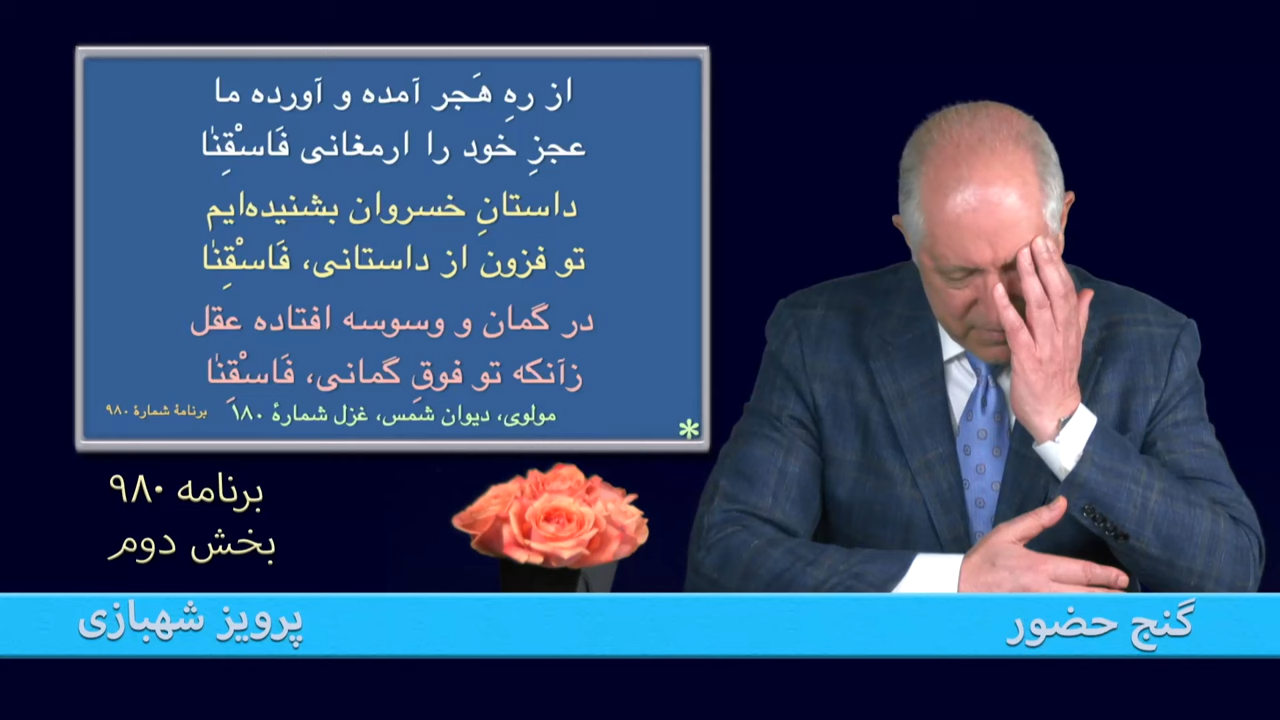 از رهِ هَجر آمده و آورده ما
عجزِ خود را ارمغانی فَاسْقِنٰا
داستانِ خسروان بشنیده‌ایم
تو فزون از داستانی، فَاسْقِنٰا
در گمان و وسوسه افتاده عقل
زآنکه تو فوقِ گمانی، فَاسْقِنٰا
مولوی، دیوان شمس، غزل شمارهٔ ۱۸۰
برنامهٔ شمارهٔ ۹۸۰
*
برنامه ۹۸۰
بخش دوم
گنج حضور
پرویز شهبازی